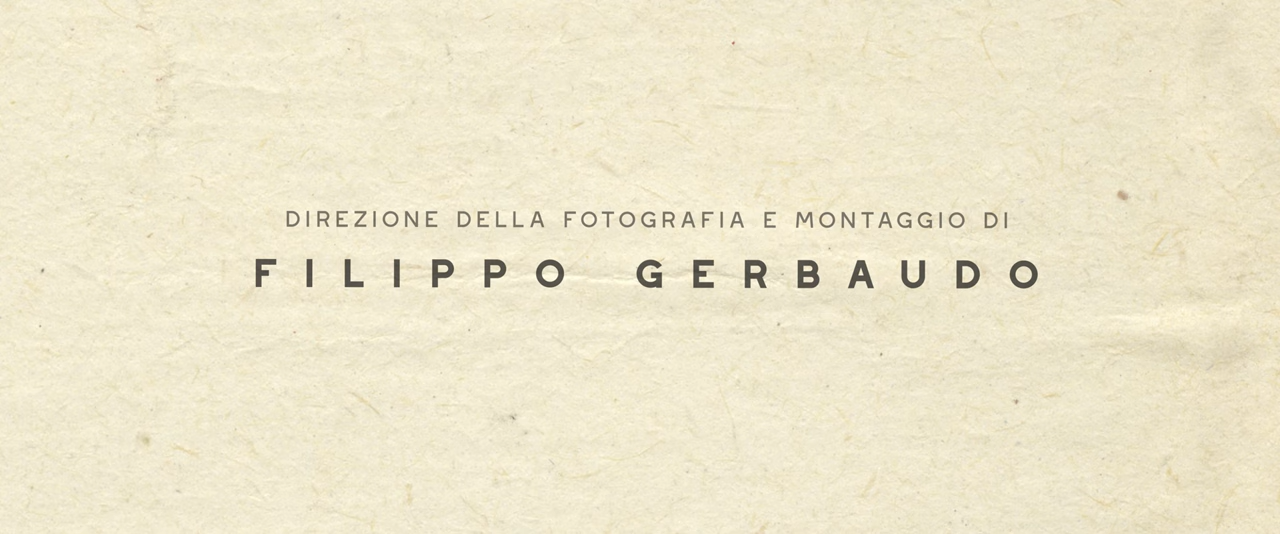 DIREZIONE DELLA FOTOGRAFIA E MONTAGGIO DI
FILIPPO GERBAUDO